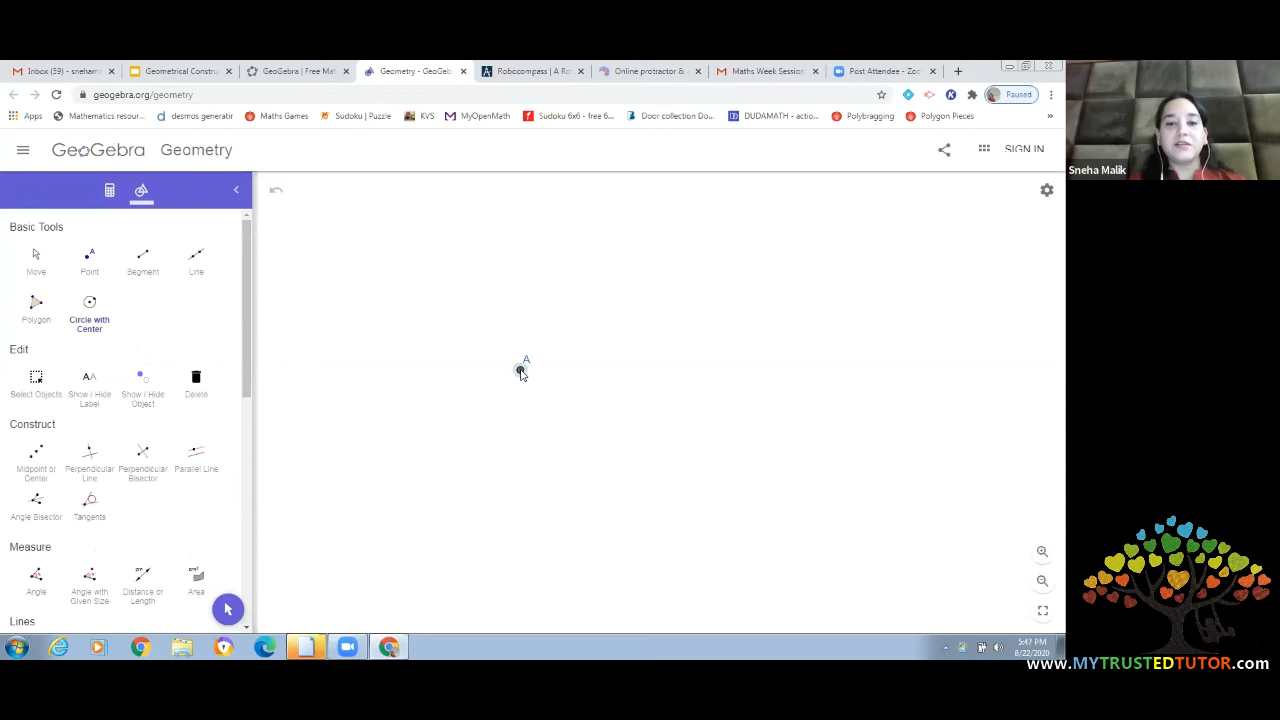 Inbox (59) - sneham
Geometrical Constru
GeoGebra | Free Mat
Geometry - GeoGeb
Robocompass | A Ro
Online protractor &
Maths Week Session
Post Attendee - Zoo
geogebra.org/geometry
Paused
Apps
Mathematics resour...
desmos generatir
Maths Games
Sudoku | Puzzle
KVS
MyOpenMath
Sudoku 6x6 - free 6...
Door collection Do...
DUDAMATH - actio...
Polybragging
Polygon Pieces
»
GeoGebra Geometry
SIGN IN
Sneha Malik
Basic Tools
Move
Point
Segment
Line
Polygon
Circle with
Center
Edit
Select Objects
Show / Hide
Label
Show / Hide
Object
Delete
Construct
Midpoint or
Center
Perpendicular
Line
Perpendicular
Bisector
Parallel Line
Angle Bisector
Tangents
Measure
Angle
Angle with
Given Size
Distance or
Length
Area
Lines
A
5:47 PM
8/22/2020
www.MYTRUSTEDTUTOR.com